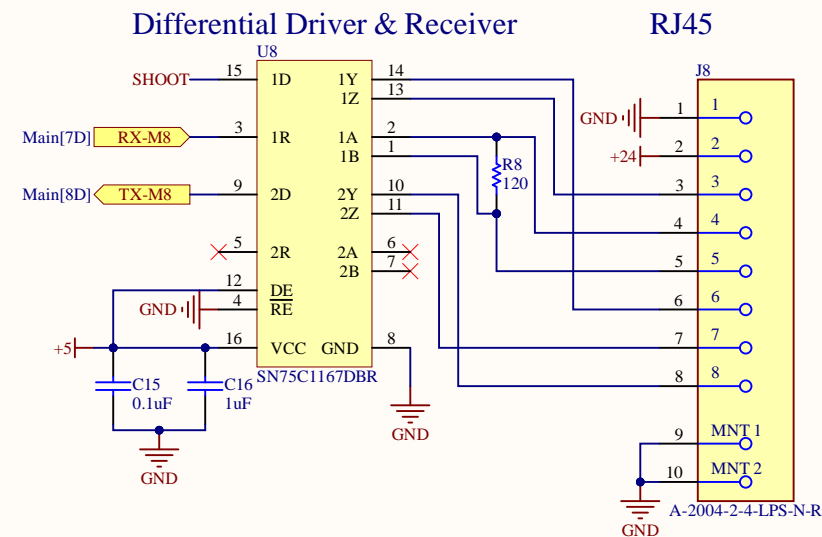 Differential Driver & Receiver
RJ45
U8
J8
SHOOT 15 1D 1Y 14
1Z 13
GND 1 1
Main[7D] RX-M8 3 1R 1A 2
1B 1
+24 2 2
R8
120
Main[8D] TX-M8 9 2D 2Y 10
2Z 11
3 3
4 4
5 2R 2A 6
2B 7
5 5
12 DE
GND 4 RE
6 6
+5 16 VCC GND 8
7 7
SN75C1167DBR
C15
0.1uF
C16
1uF
8 8
GND
GND
9 MNT 1
10 MNT 2
A-2004-2-4-LPS-N-R
GND